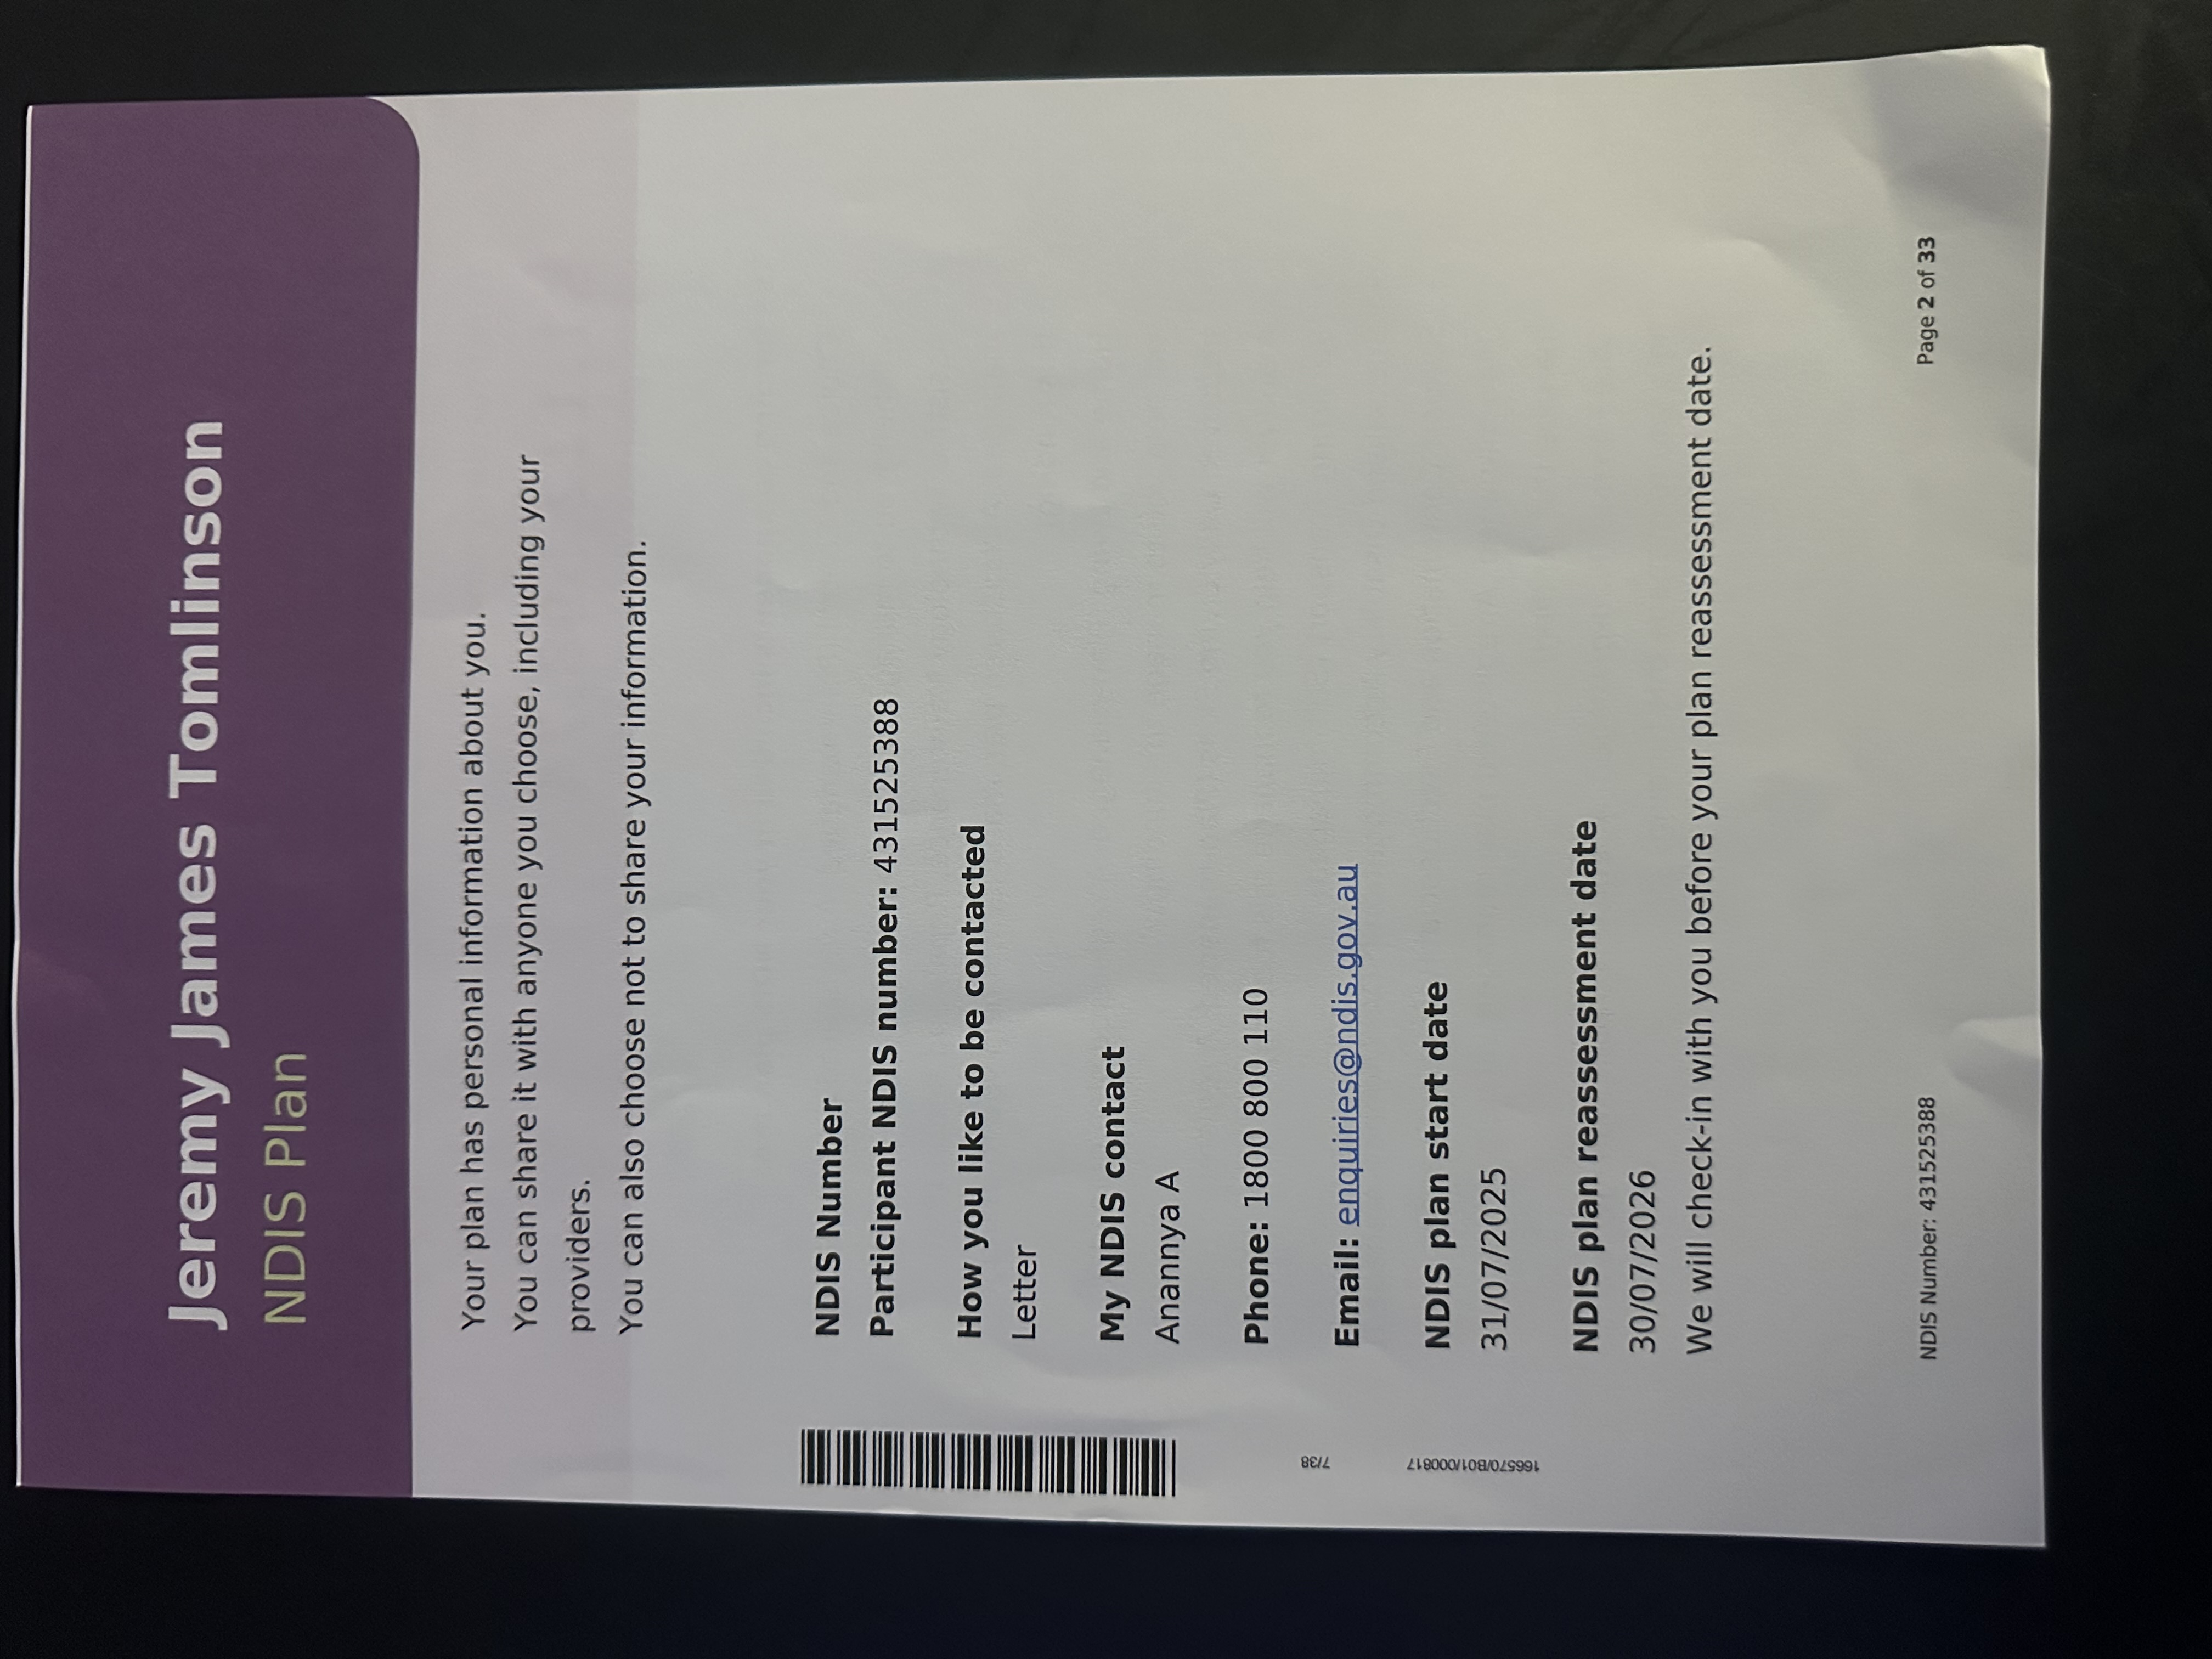 Jeremy James Tomlinson
NDIS Plan
Your plan has personal information about you.
You can share it with anyone you choose, including your
providers.
You can also choose not to share your information.
NDIS Number
Participant NDIS number: 431525388
How you like to be contacted
Letter
My NDIS contact
Anannya A
Phone: 1800 800 110
Email: enquiries@ndis.gov.au
NDIS plan start date
31/07/2025
NDIS plan reassessment date
30/07/2026
We will check-in with you before your plan reassessment date.
7/38
166570/B01/000817
NDIS Number: 431525388
Page 2 of 33